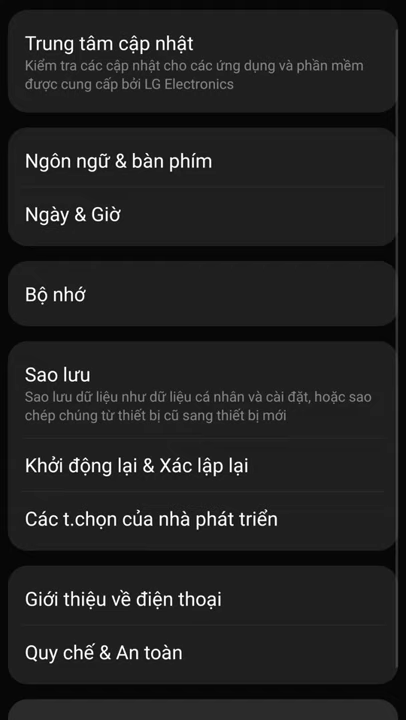 Trung tâm cập nhật
Kiểm tra các cập nhật cho các ứng dụng và phần mềm
được cung cấp bởi LG Electronics
Ngôn ngữ & bàn phím
Ngày & Giờ
Bộ nhớ
Sao lưu
Sao lưu dữ liệu như dữ liệu cá nhân và cài đặt, hoặc sao
chép chúng từ thiết bị cũ sang thiết bị mới
Khởi động lại & Xác lập lại
Các t.chọn của nhà phát triển
Giới thiệu về điện thoại
Quy chế & An toàn